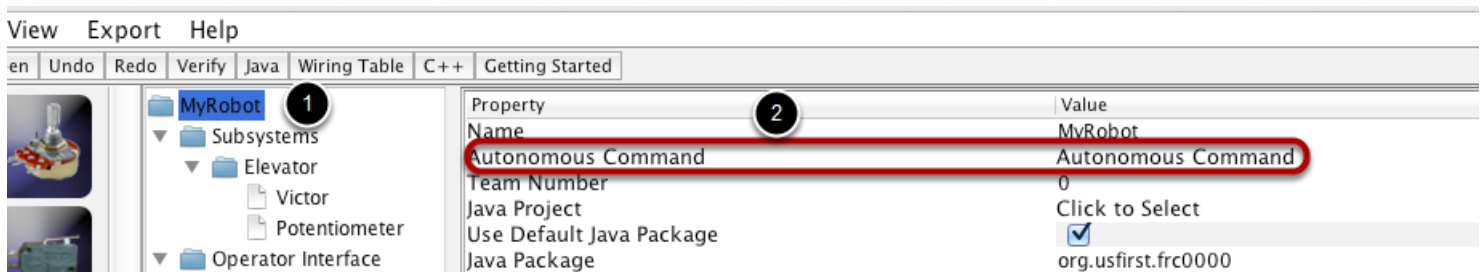 View Export Help
en Undo Redo Verify Java Wiring Table C++ Getting Started
MyRobot 1
Subsystems
Elevator
Victor
Potentiometer
Operator Interface
Property 2 Value
Name MyRobot
Autonomous Command Autonomous Command
Team Number 0
Java Project Click to Select
Use Default Java Package
Java Package org.usfirst.frc0000